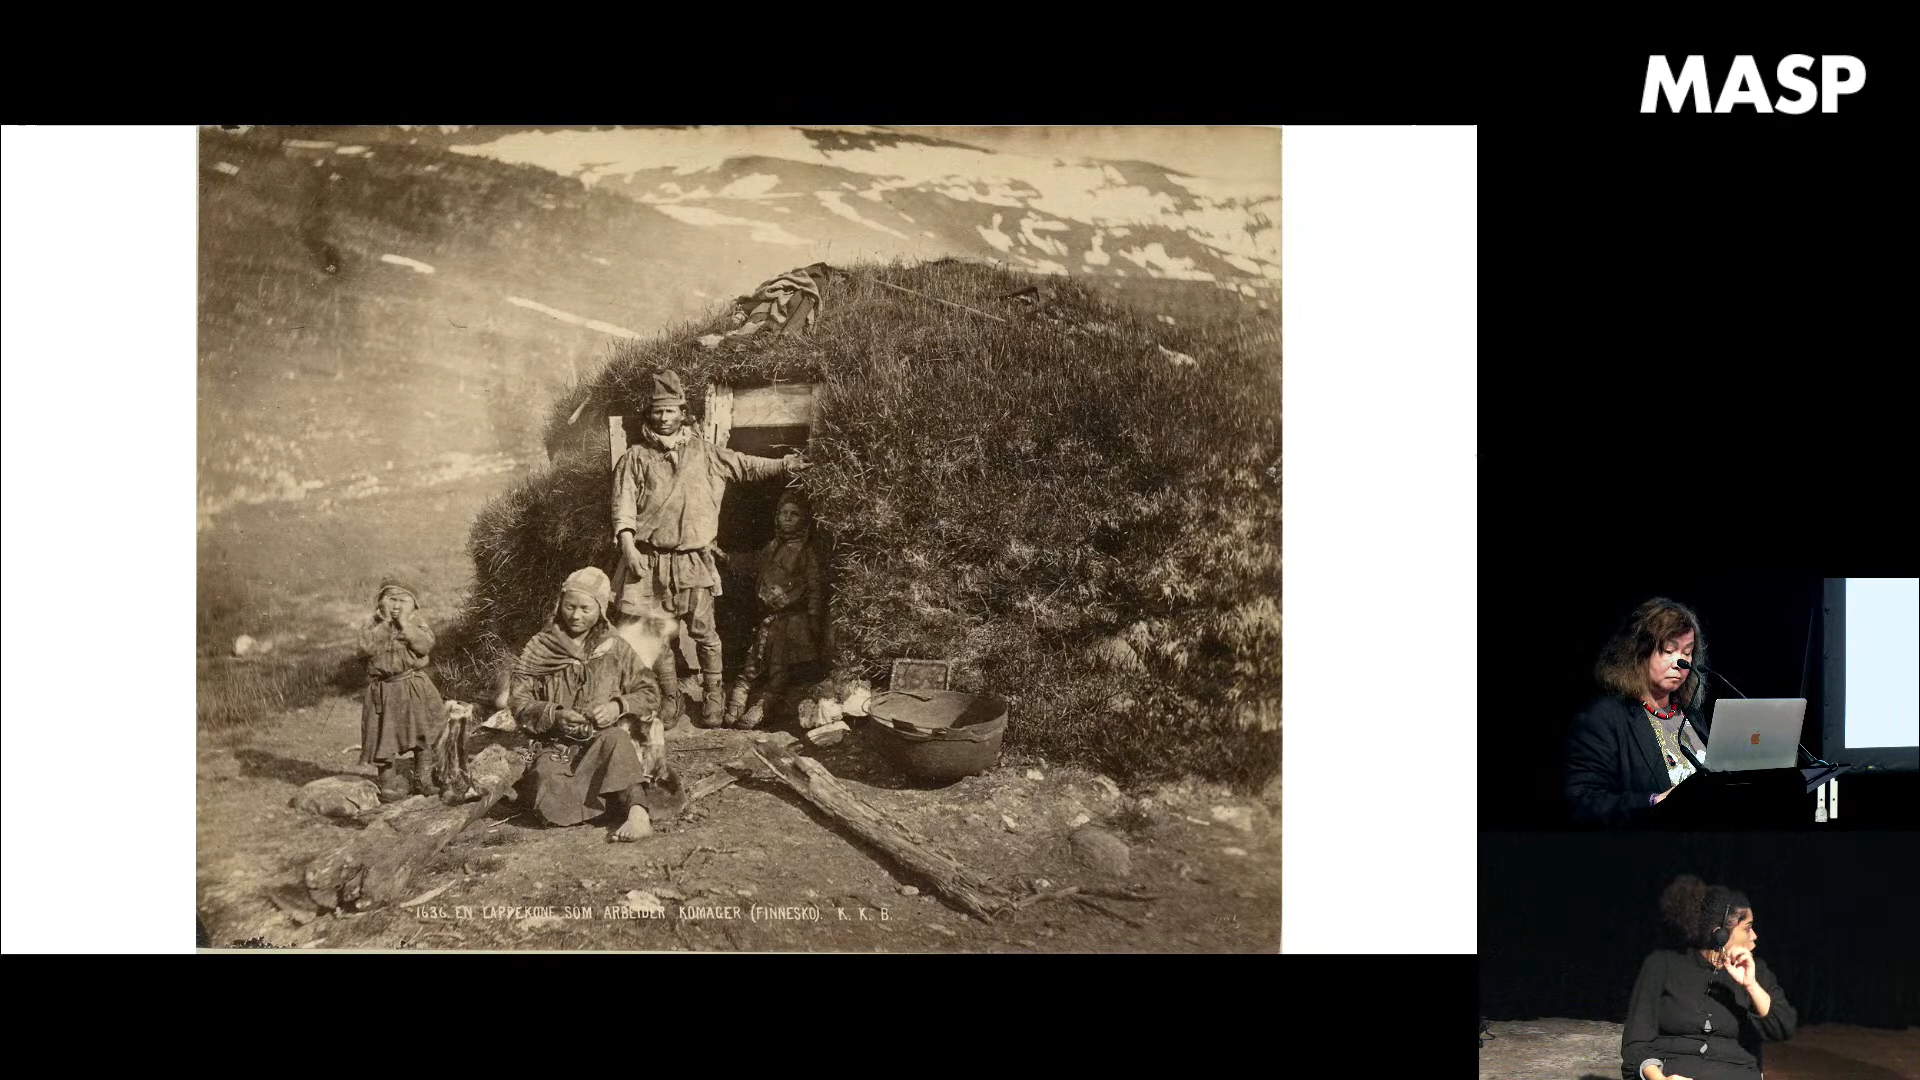 MASP
1636. EN LAPPEKONE SOM ARBEIDER KOMAGER (FINNESKO). K. K. B.